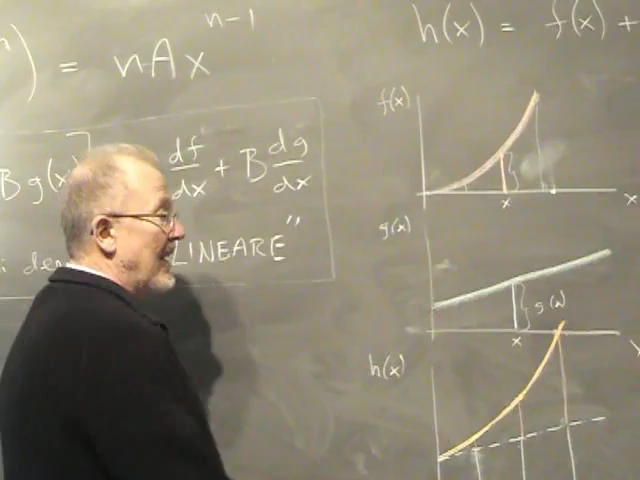 ) = nAx^(n-1)
h(x) = f(x) +
f(x)
x
x
Bg(x)] df/dx + B dg/dx
LINEARE"
g(x)
g(x)
x
h(x)